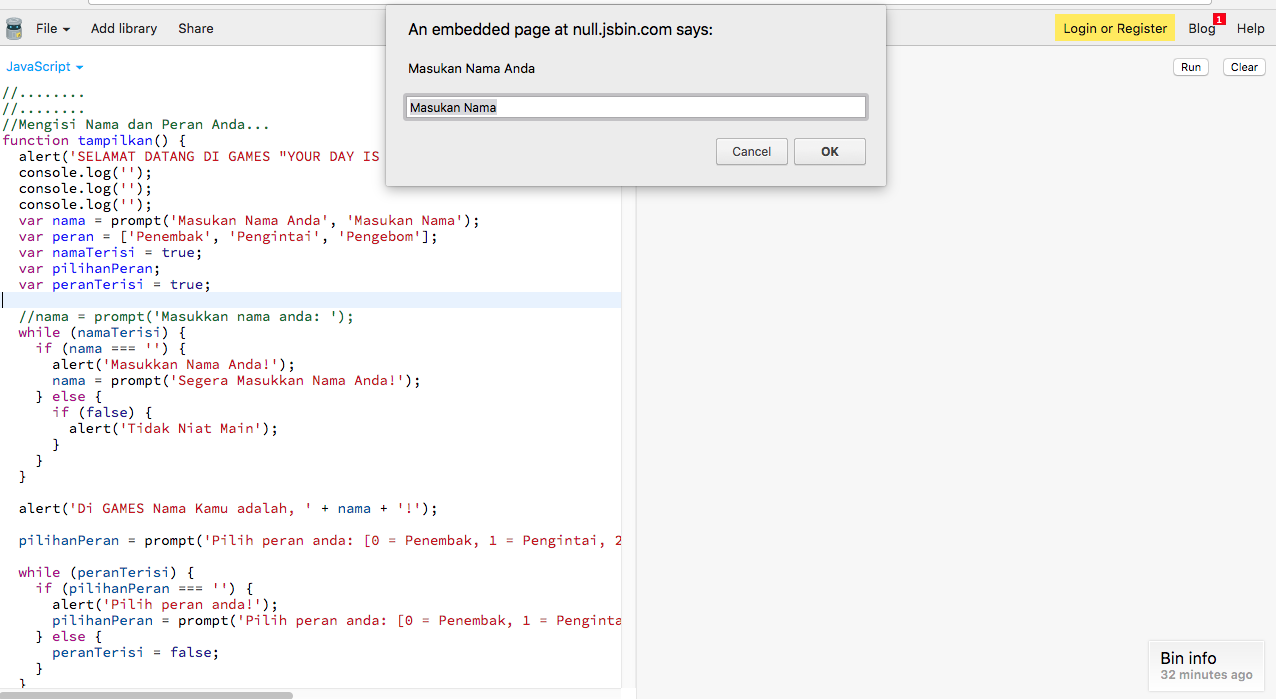 File
Add library
Share
An embedded page at null.jsbin.com says:
Masukan Nama Anda
Masukan Nama
Cancel
OK
Login or Register
Blog
1
Help
JavaScript
Run
Clear
//........
//........
//Mengisi Nama dan Peran Anda...
function tampilkan() {
  alert('SELAMAT DATANG DI GAMES "YOUR DAY IS
  console.log('');
  console.log('');
  console.log('');
  var nama = prompt('Masukan Nama Anda', 'Masukan Nama');
  var peran = ['Penembak', 'Pengintai', 'Pengebom'];
  var namaTerisi = true;
  var pilihanPeran;
  var peranTerisi = true;
  //nama = prompt('Masukkan nama anda: ');
  while (namaTerisi) {
    if (nama === '') {
      alert('Masukkan Nama Anda!');
      nama = prompt('Segera Masukkan Nama Anda!');
    } else {
      if (false) {
        alert('Tidak Niat Main');
      }
    }
  }
  alert('Di GAMES Nama Kamu adalah, ' + nama + '!');
  pilihanPeran = prompt('Pilih peran anda: [0 = Penembak, 1 = Pengintai, 2
  while (peranTerisi) {
    if (pilihanPeran === '') {
      alert('Pilih peran anda!');
      pilihanPeran = prompt('Pilih peran anda: [0 = Penembak, 1 = Penginta
    } else {
      peranTerisi = false;
    }
  }
Bin info
32 minutes ago